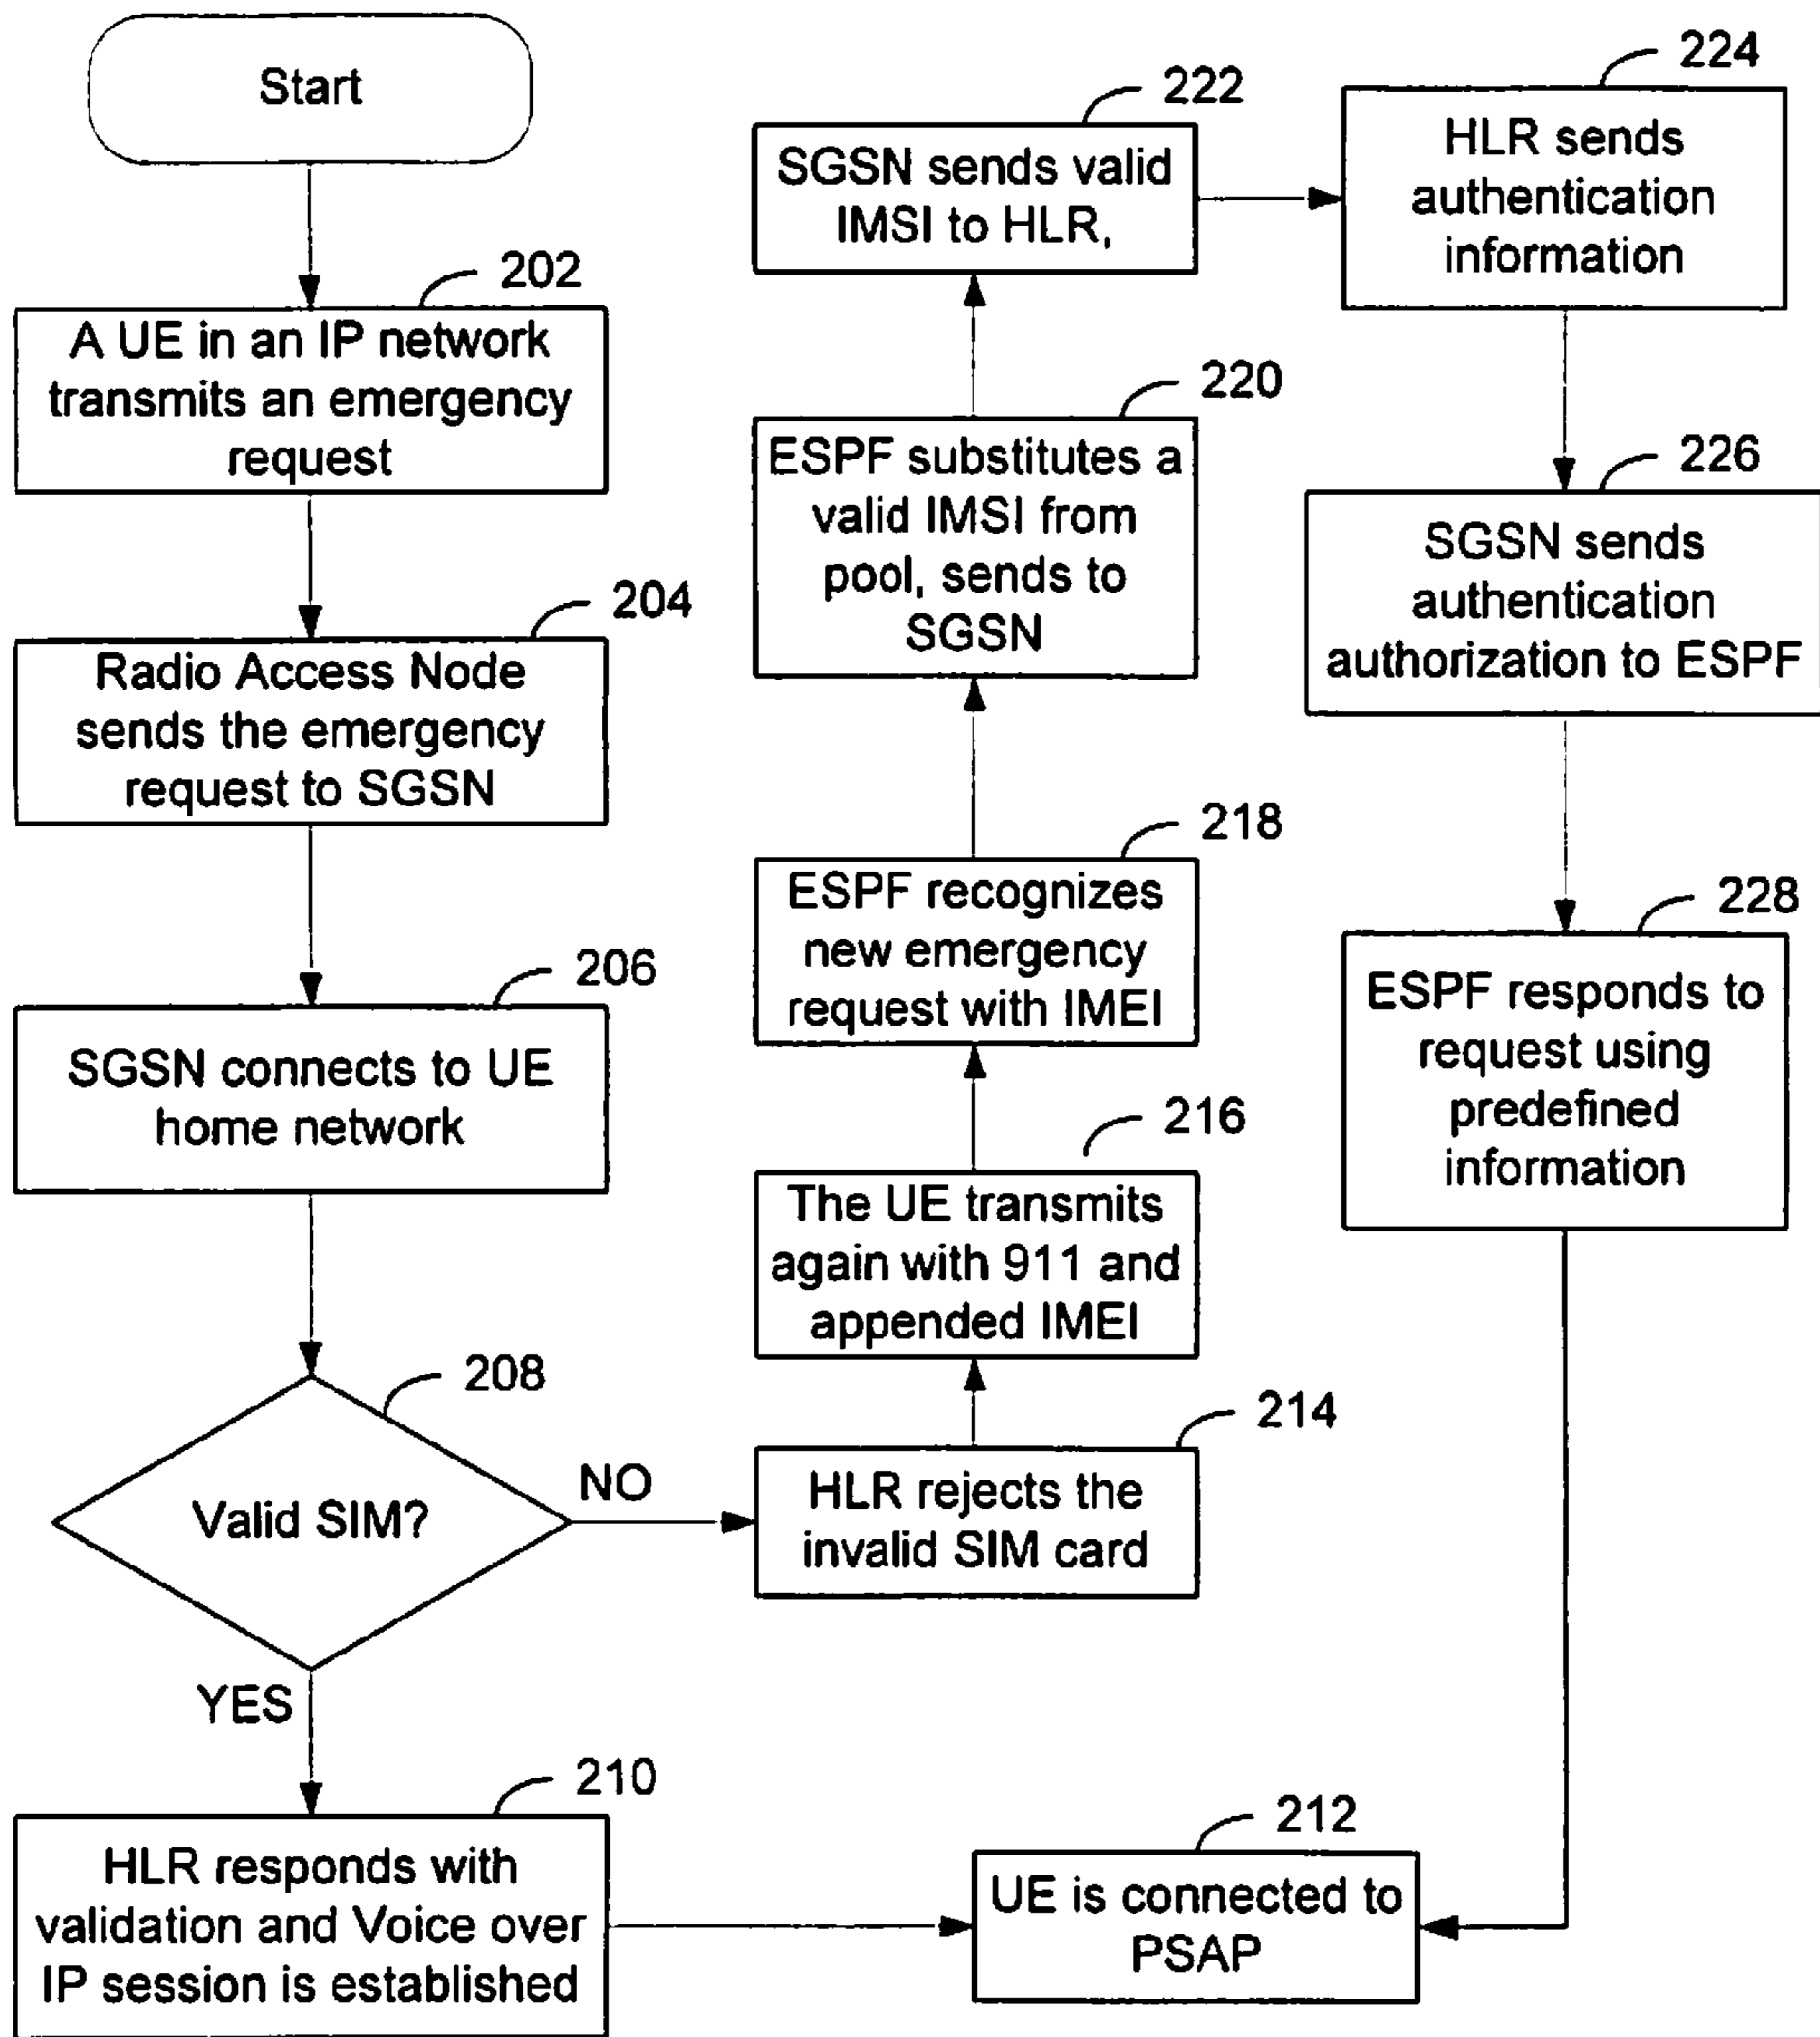 Start
202
A UE in an IP network
transmits an emergency
request
204
Radio Access Node
sends the emergency
request to SGSN
206
SGSN connects to UE
home network
208
Valid SIM?
NO
YES
210
HLR responds with
validation and Voice over
IP session is established
212
UE is connected to
PSAP
214
HLR rejects the
invalid SIM card
216
The UE transmits
again with 911 and
appended IMEI
218
ESPF recognizes
new emergency
request with IMEI
220
ESPF substitutes a
valid IMSI from
pool, sends to
SGSN
222
SGSN sends valid
IMSI to HLR,
224
HLR sends
authentication
information
226
SGSN sends
authentication
authorization to ESPF
228
ESPF responds to
request using
predefined
information